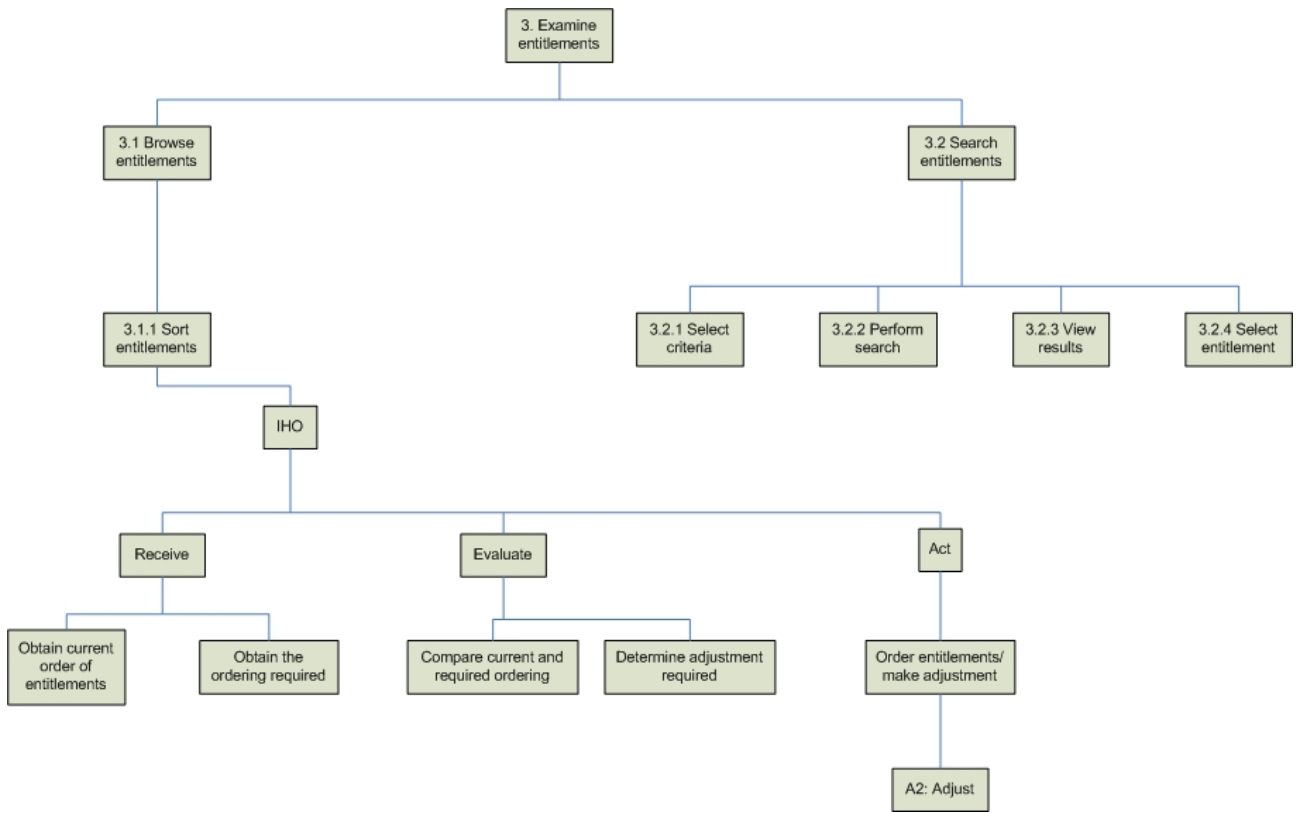 3. Examine
entitlements
3.1 Browse
entitlements
3.2 Search
entitlements
3.1.1 Sort
entitlements
3.2.1 Select
criteria
3.2.2 Perform
search
3.2.3 View
results
3.2.4 Select
entitlement
IHO
Receive
Evaluate
Act
Obtain current
order of
entitlements
Obtain the
ordering required
Compare current and
required ordering
Determine adjustment
required
Order entitlements/
make adjustment
A2: Adjust